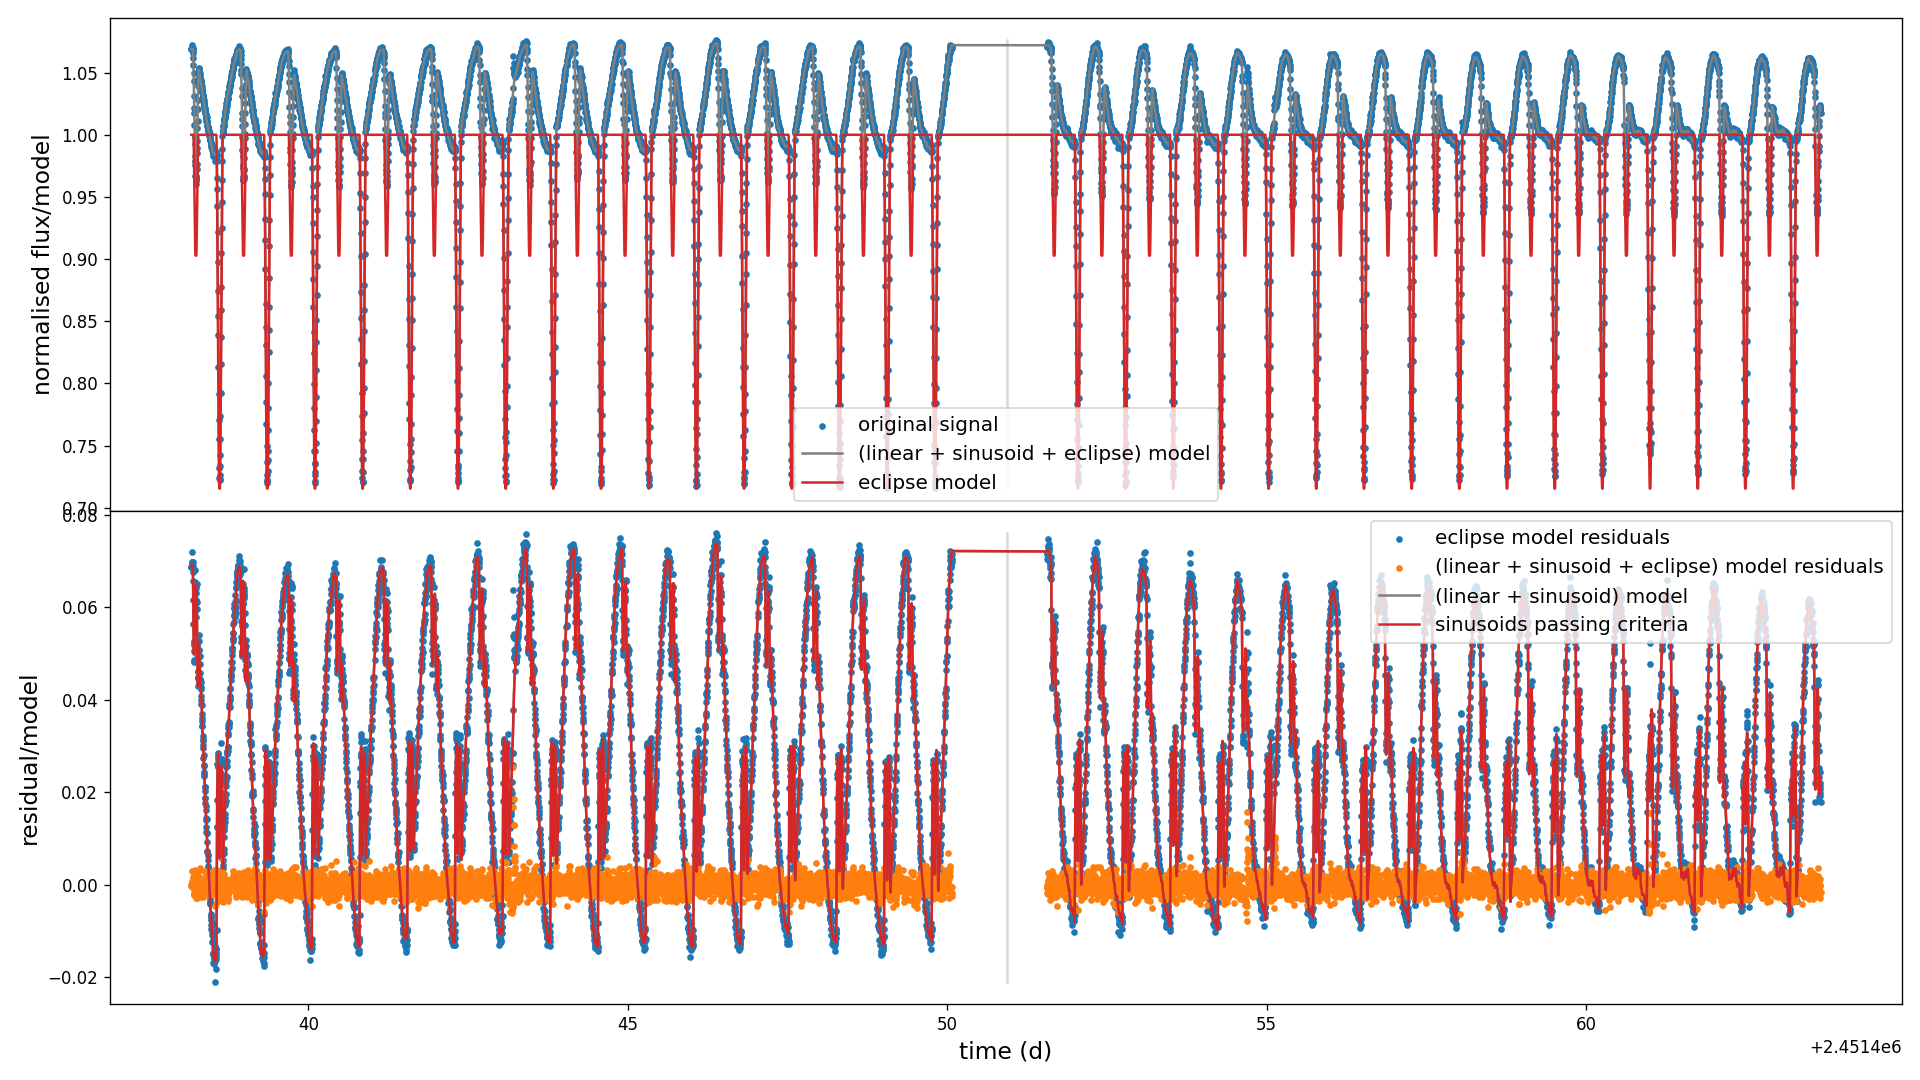 normalised flux/model
1.05
1.00
0.95
0.90
0.85
0.80
0.75
0.70
original signal
(linear + sinusoid + eclipse) model
eclipse model
residual/model
0.08
0.06
0.04
0.02
0.00
−0.02
eclipse model residuals
(linear + sinusoid + eclipse) model residuals
(linear + sinusoid) model
sinusoids passing criteria
40
45
50
55
60
time (d)
+2.4514e6